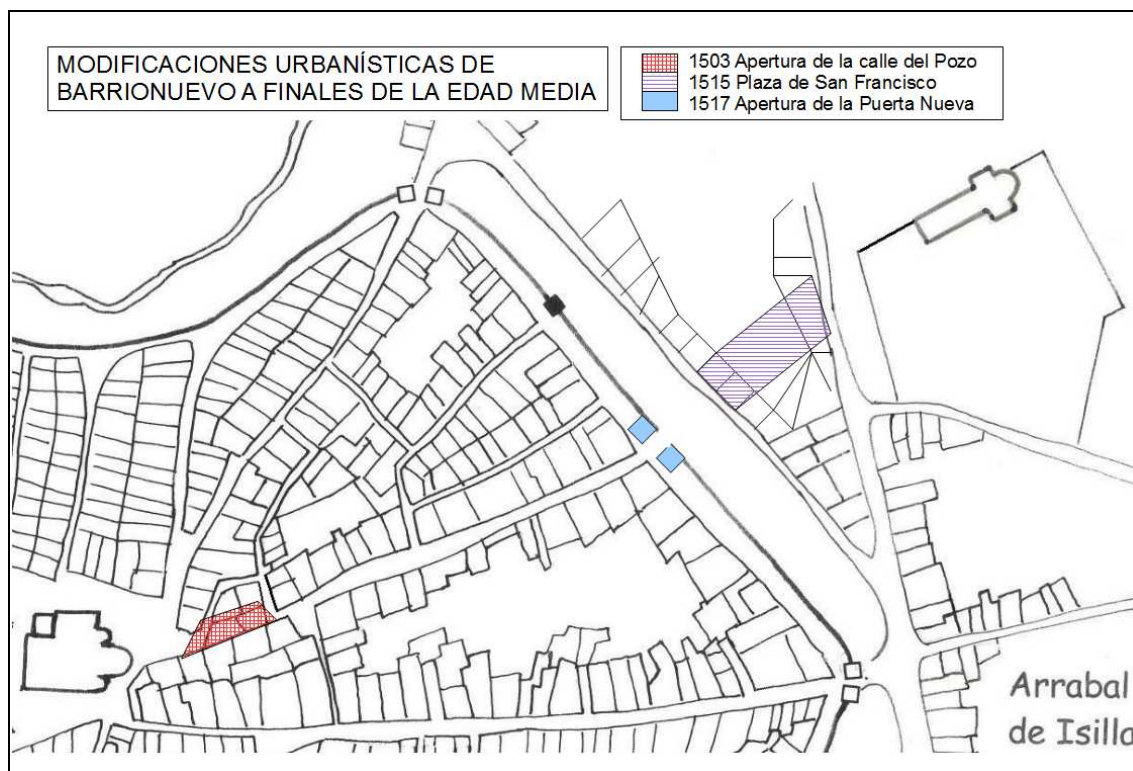 MODIFICACIONES URBANÍSTICAS DE
BARRIONUEVO A FINALES DE LA EDAD MEDIA
1503 Apertura de la calle del Pozo
1515 Plaza de San Francisco
1517 Apertura de la Puerta Nueva
Arrabal
de Isilla